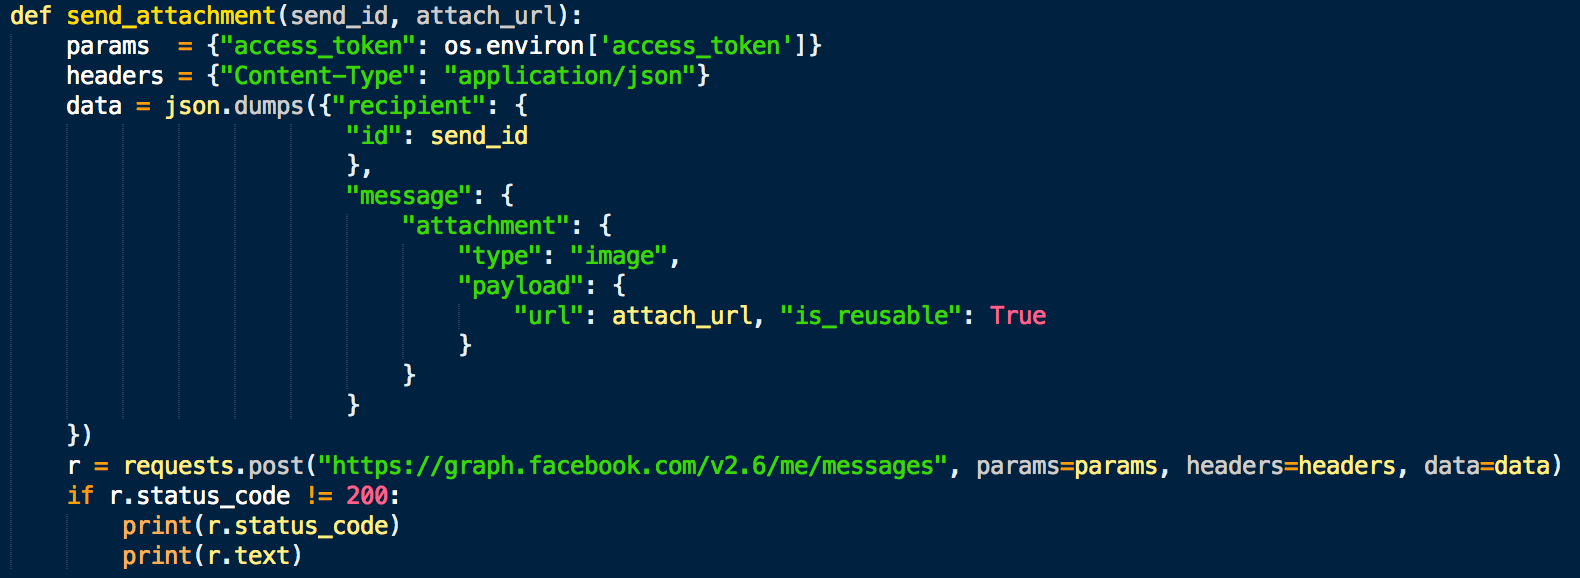 def send_attachment(send_id, attach_url):
    params  = {"access_token": os.environ['access_token']}
    headers = {"Content-Type": "application/json"}
    data = json.dumps({"recipient": {
                        "id": send_id
                        },
                        "message": {
                            "attachment": {
                                "type": "image",
                                "payload": {
                                    "url": attach_url, "is_reusable": True
                                }
                            }
                        }
    })
    r = requests.post("https://graph.facebook.com/v2.6/me/messages", params=params, headers=headers, data=data)
    if r.status_code != 200:
        print(r.status_code)
        print(r.text)